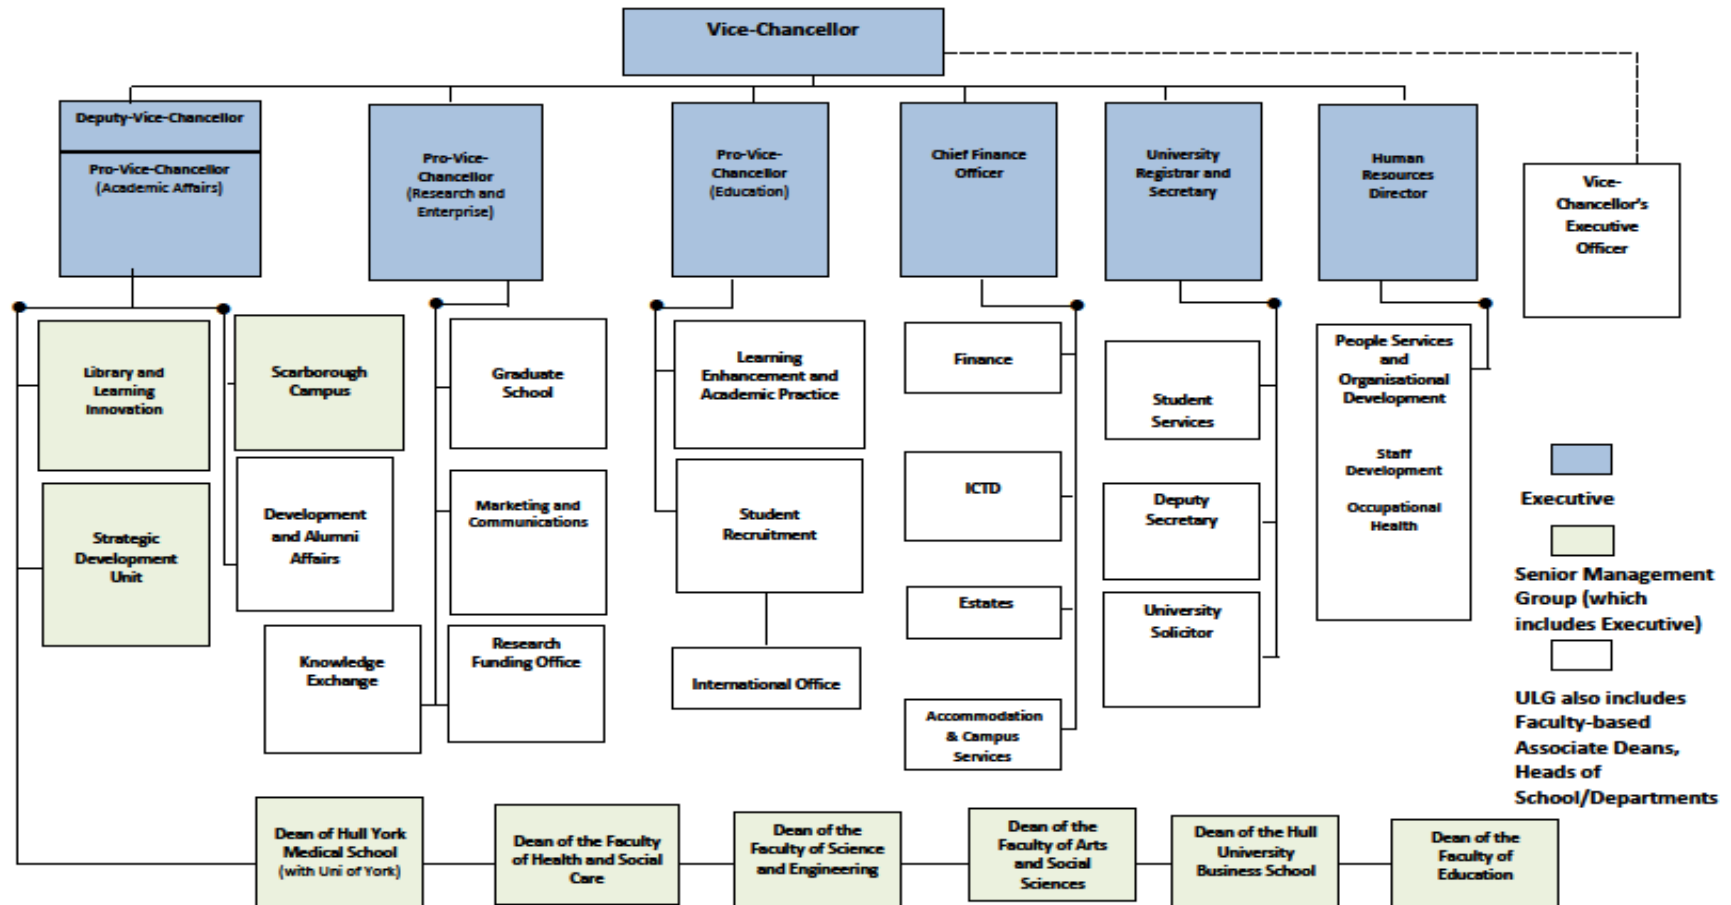 Vice-Chancellor
Deputy-Vice-Chancellor
Pro-Vice-Chancellor
(Academic Affairs)
Pro-Vice-
Chancellor
(Research and
Enterprise)
Pro-Vice-
Chancellor
(Education)
Chief Finance
Officer
University
Registrar and
Secretary
Human
Resources
Director
Vice-
Chancellor's
Executive
Officer
Library and
Learning
Innovation
Scarborough
Campus
Graduate
School
Learning
Enhancement and
Academic Practice
Finance
Student
Services
People Services
and
Organisational
Development
Staff
Development
Occupational
Health
Strategic
Development
Unit
Development
and Alumni
Affairs
Marketing and
Communications
Student
Recruitment
ICTD
Deputy
Secretary
Knowledge
Exchange
Research
Funding Office
International Office
Estates
University
Solicitor
Accommodation
& Campus
Services
Executive
Senior Management
Group (which
includes Executive)
ULG also includes
Faculty-based
Associate Deans,
Heads of
School/Departments
Dean of Hull York
Medical School
(with Uni of York)
Dean of the Faculty
of Health and Social
Care
Dean of the
Faculty of Science
and Engineering
Dean of the
Faculty of Arts
and Social
Sciences
Dean of the Hull
University
Business School
Dean of the
Faculty of
Education